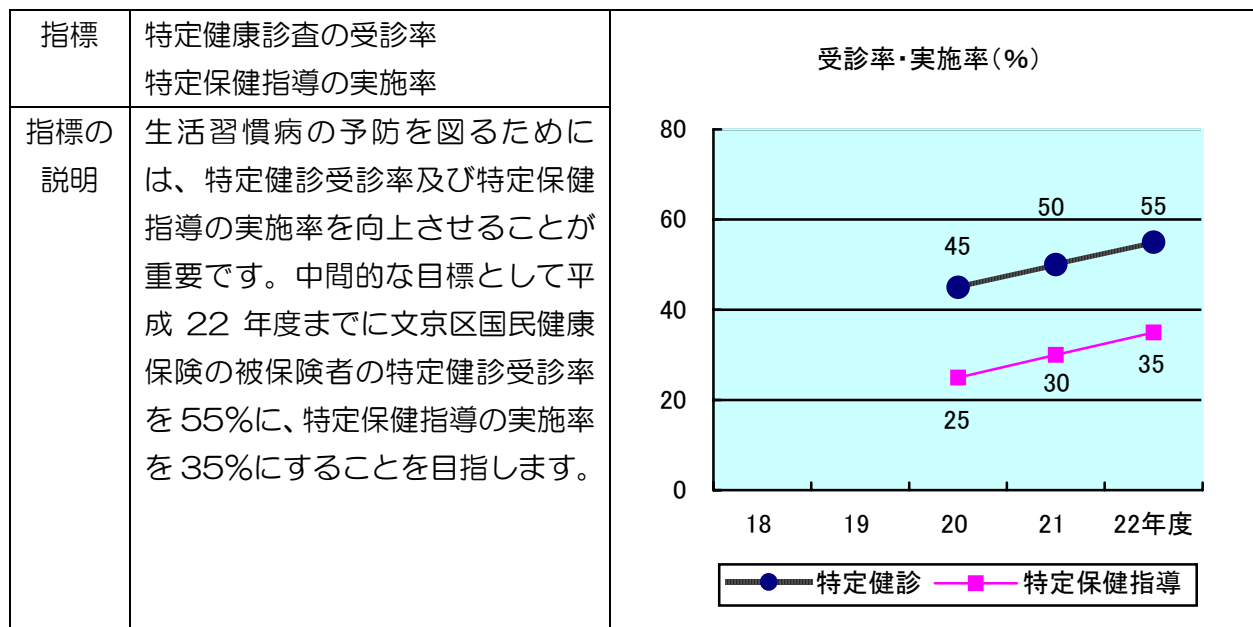 指標
特定健康診査の受診率
特定保健指導の実施率
指標の
説明
生活習慣病の予防を図るために
は、特定健診受診率及び特定保健
指導の実施率を向上させることが
重要です。中間的な目標として平
成 22 年度までに文京区国民健康
保険の被保険者の特定健診受診率
を 55%に、特定保健指導の実施率
を 35%にすることを目指します。
受診率・実施率(%)
80
60
40
20
0
45
50
55
25
30
35
18 19 20 21 22年度
特定健診 特定保健指導